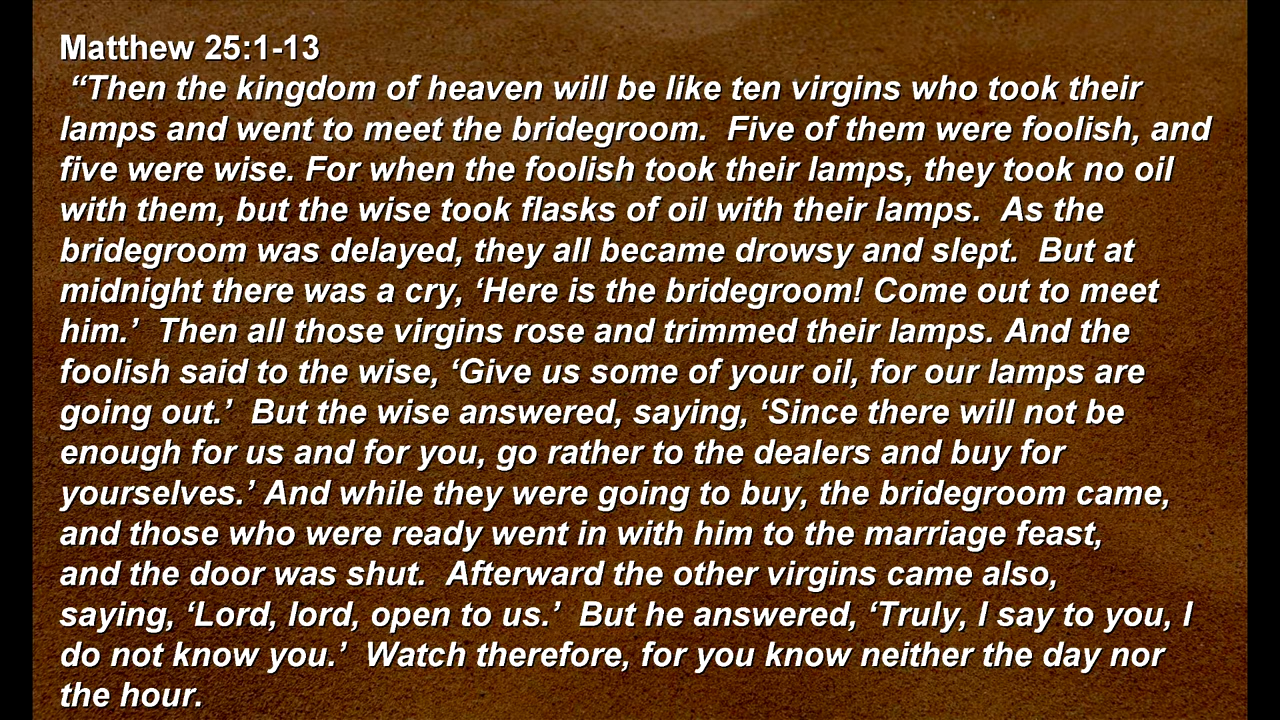 Matthew 25:1-13
“Then the kingdom of heaven will be like ten virgins who took their
lamps and went to meet the bridegroom.  Five of them were foolish, and
five were wise. For when the foolish took their lamps, they took no oil
with them, but the wise took flasks of oil with their lamps.  As the
bridegroom was delayed, they all became drowsy and slept.  But at
midnight there was a cry, ‘Here is the bridegroom! Come out to meet
him.’  Then all those virgins rose and trimmed their lamps. And the
foolish said to the wise, ‘Give us some of your oil, for our lamps are
going out.’  But the wise answered, saying, ‘Since there will not be
enough for us and for you, go rather to the dealers and buy for
yourselves.’ And while they were going to buy, the bridegroom came,
and those who were ready went in with him to the marriage feast,
and the door was shut.  Afterward the other virgins came also,
saying, ‘Lord, lord, open to us.’  But he answered, ‘Truly, I say to you, I
do not know you.’  Watch therefore, for you know neither the day nor
the hour.